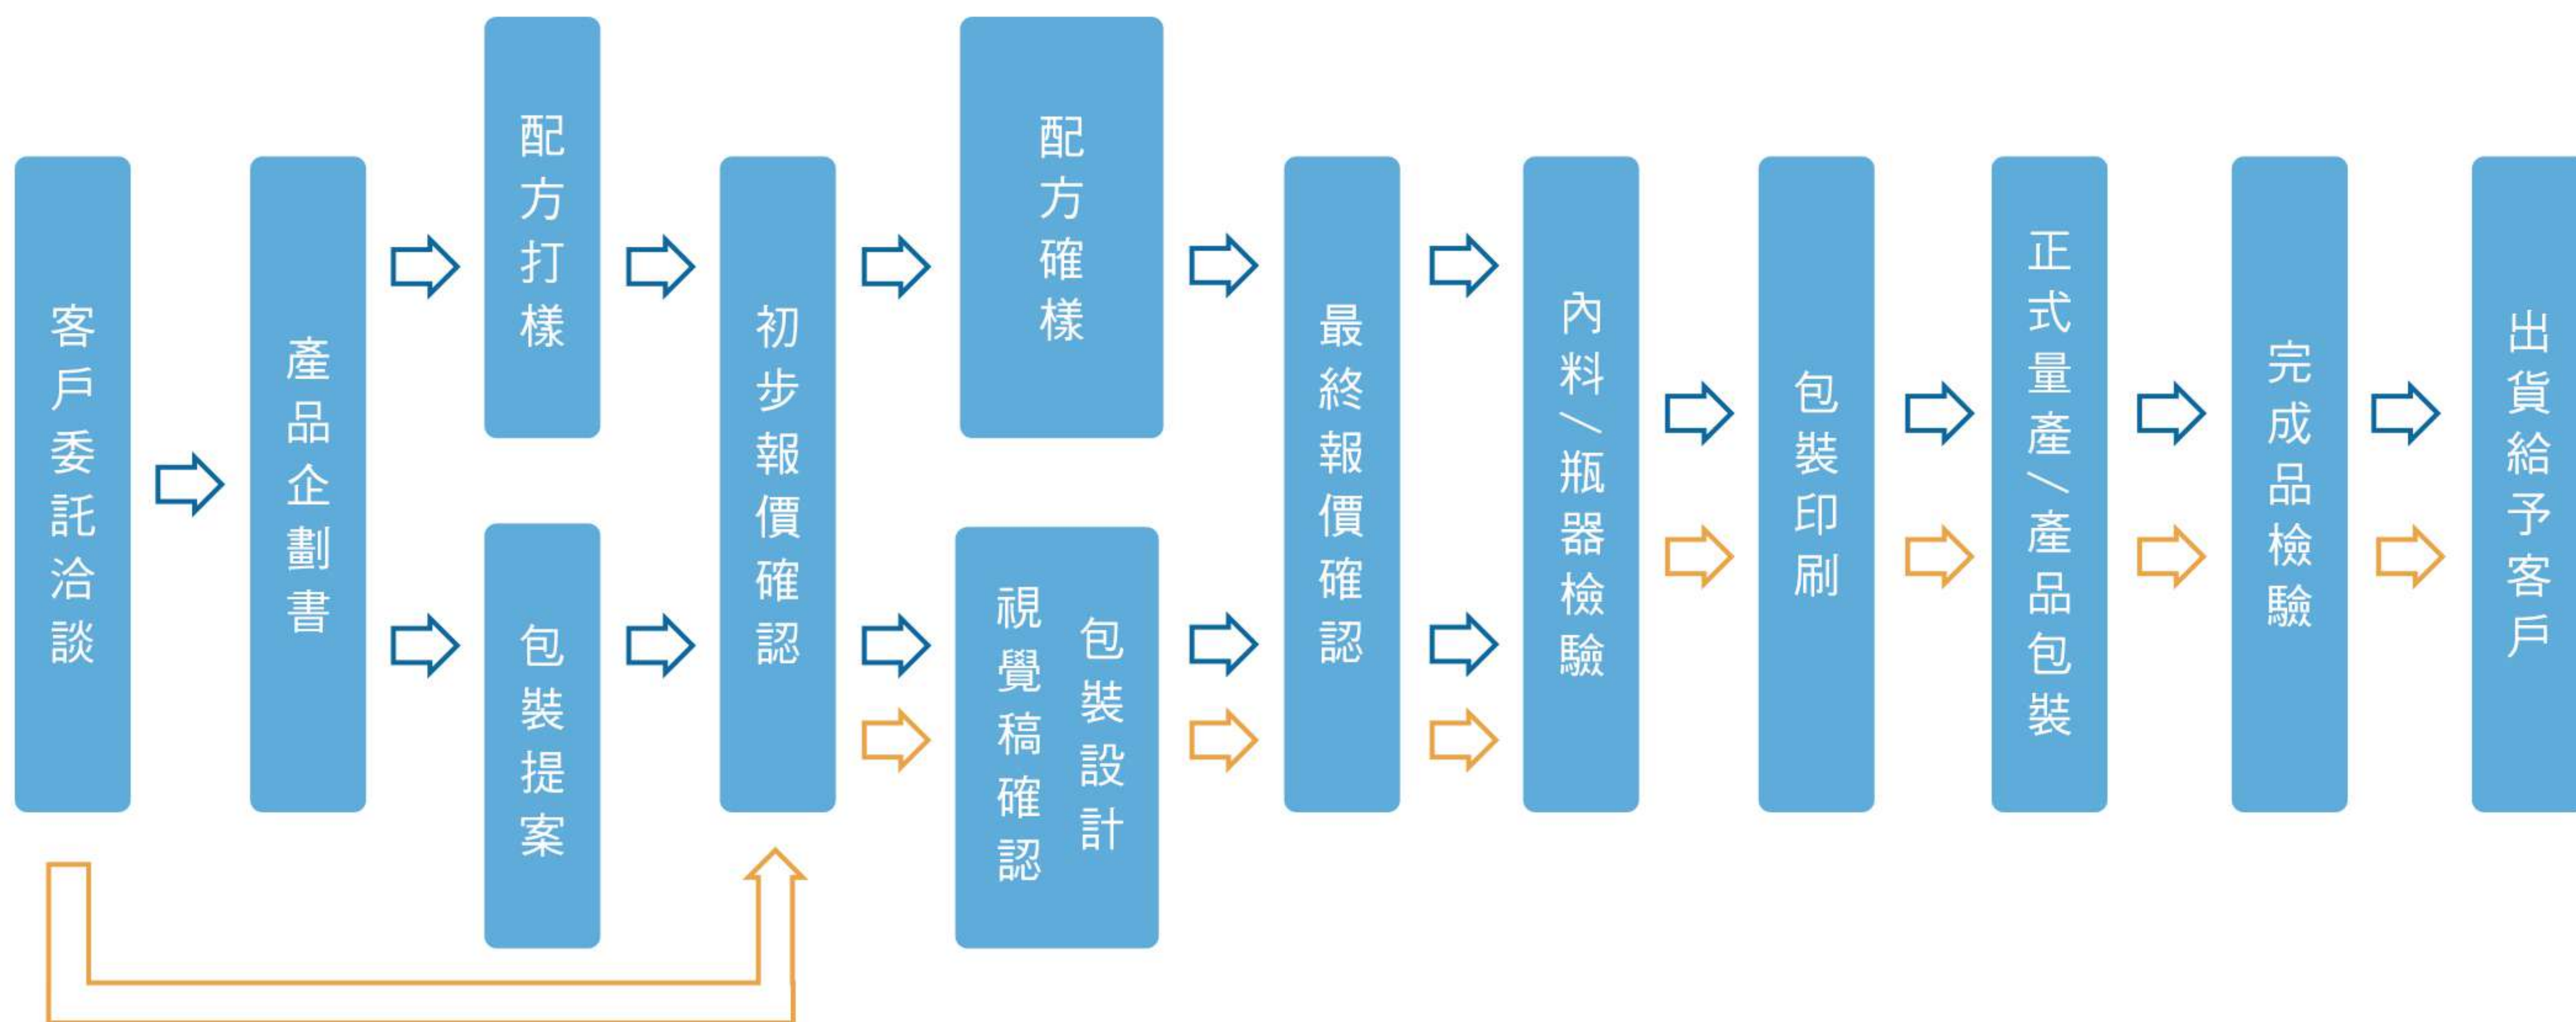 客戶委託洽談
產品企劃書
配方打樣
包裝提案
初步報價確認
配方確樣
包裝設計
視覺稿確認
最終報價確認
內料/瓶器檢驗
包裝印刷
正式量產/產品包裝
完成品檢驗
出貨給予客戶